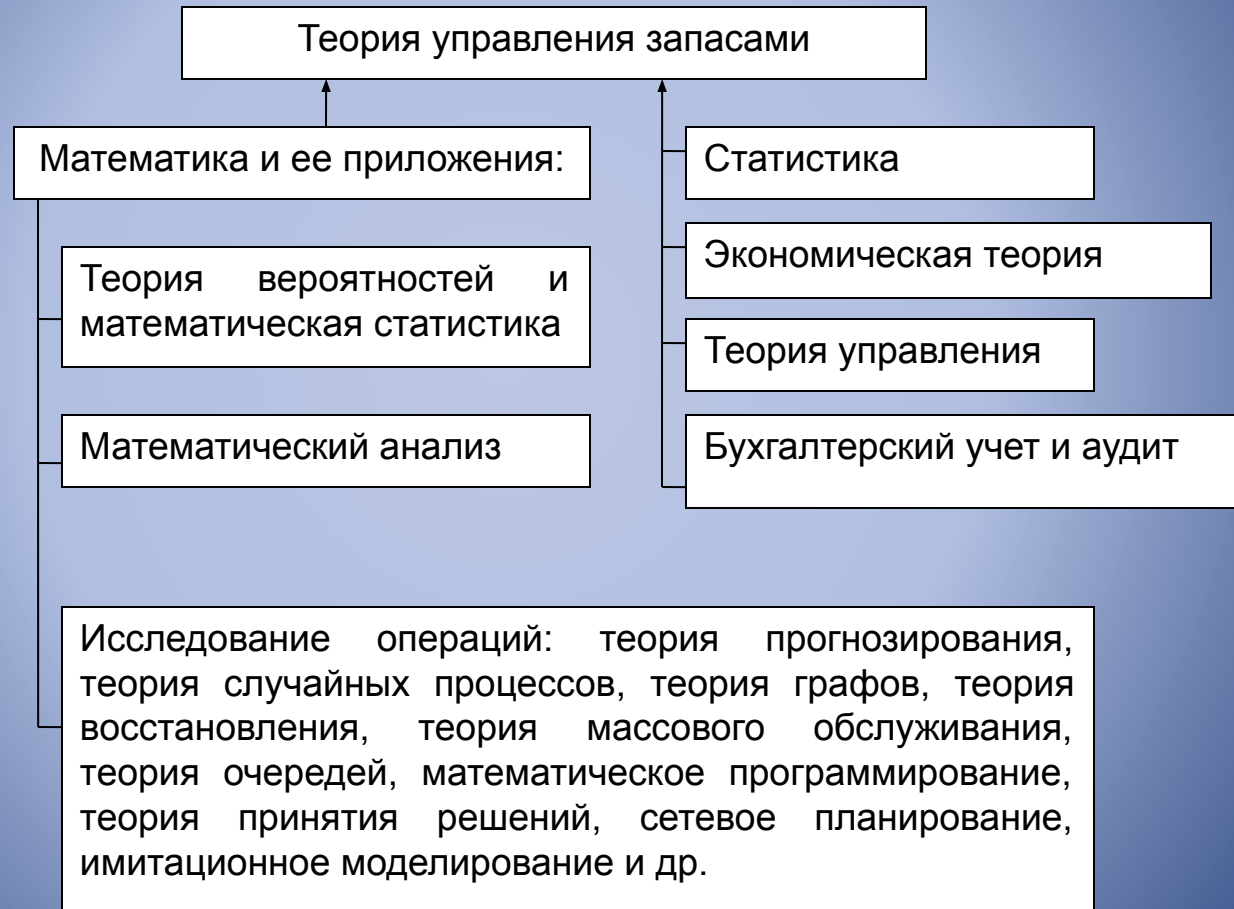 Теория управления запасами
Математика и ее приложения:
Теория вероятностей и
математическая статистика
Математический анализ
Исследование операций: теория прогнозирования,
теория случайных процессов, теория графов, теория
восстановления, теория массового обслуживания,
теория очередей, математическое программирование,
теория принятия решений, сетевое планирование,
имитационное моделирование и др.
Статистика
Экономическая теория
Теория управления
Бухгалтерский учет и аудит